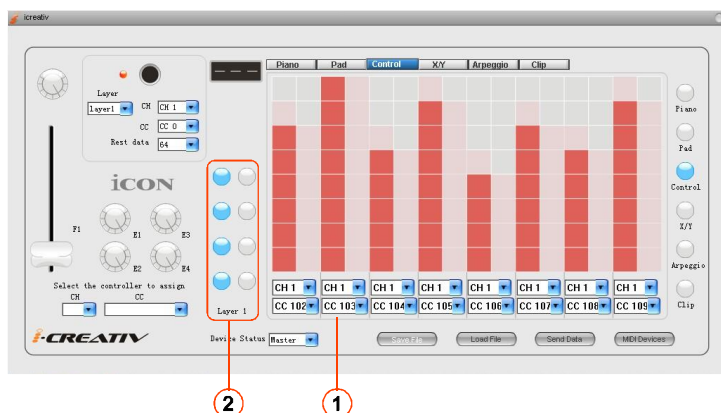 icreativ
Piano Pad Control X/Y Arpeggio Clip
Layer
layer1 CH CH 1
CC CC 0
Rest data 64
Piano
Pad
iCON
Control
F1 E1 E3
X/Y
E2 E4
Arpeggio
Select the controller to assign
CH CC
CH 1 CH 1 CH 1 CH 1 CH 1 CH 1 CH 1 CH 1
CC 102 CC 103 CC 104 CC 105 CC 106 CC 107 CC 108 CC 109
Clip
Layer 1
i-CREATIV
Device Status Master Save File Load File Send Data MIDI Devices
2 1